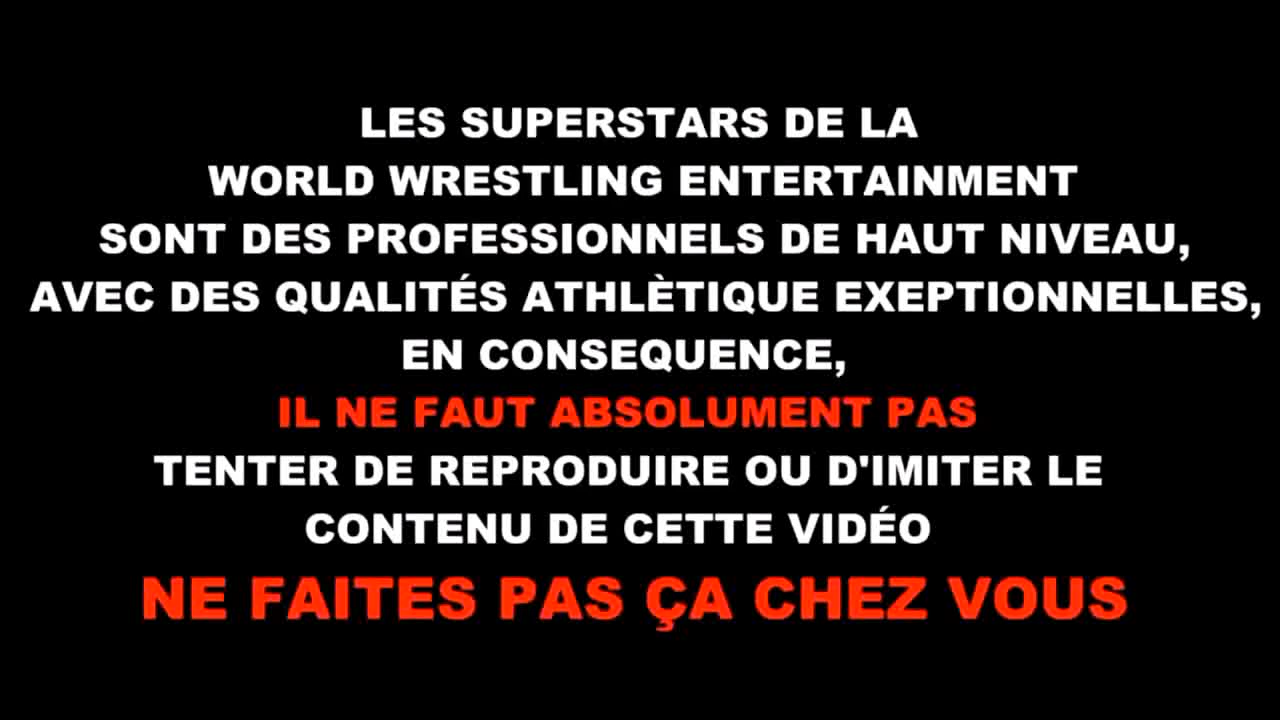 LES SUPERSTARS DE LA
WORLD WRESTLING ENTERTAINMENT
SONT DES PROFESSIONNELS DE HAUT NIVEAU,
AVEC DES QUALITÉS ATHLÈTIQUE EXEPTIONNELLES,
EN CONSEQUENCE,
IL NE FAUT ABSOLUMENT PAS
TENTER DE REPRODUIRE OU D'IMITER LE
CONTENU DE CETTE VIDÉO
NE FAITES PAS ÇA CHEZ VOUS